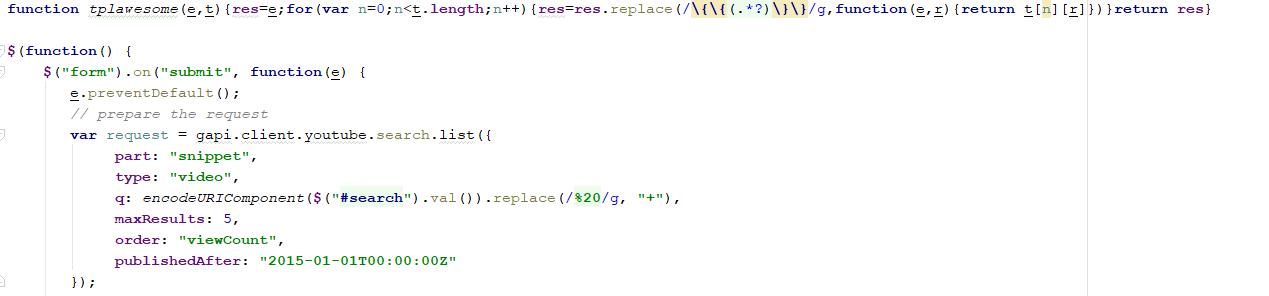 function tplawesome(e,t){res=e;for(var n=0;n<t.length;n++){res=res.replace(/\{\{(.*?)\}\}/g,function(e,r){return t[n][r]})}return res}
$(function() {
$("form").on("submit", function(e) {
e.preventDefault();
// prepare the request
var request = gapi.client.youtube.search.list({
part: "snippet",
type: "video",
q: encodeURIComponent($("#search").val()).replace(/%20/g, "+"),
maxResults: 5,
order: "viewCount",
publishedAfter: "2015-01-01T00:00:00Z"
});